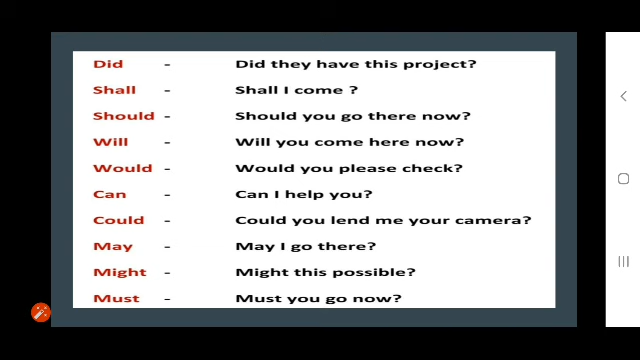 Did - Did they have this project?
Shall - Shall I come ?
Should - Should you go there now?
Will - Will you come here now?
Would - Would you please check?
Can - Can I help you?
Could - Could you lend me your camera?
May - May I go there?
Might - Might this possible?
Must - Must you go now?